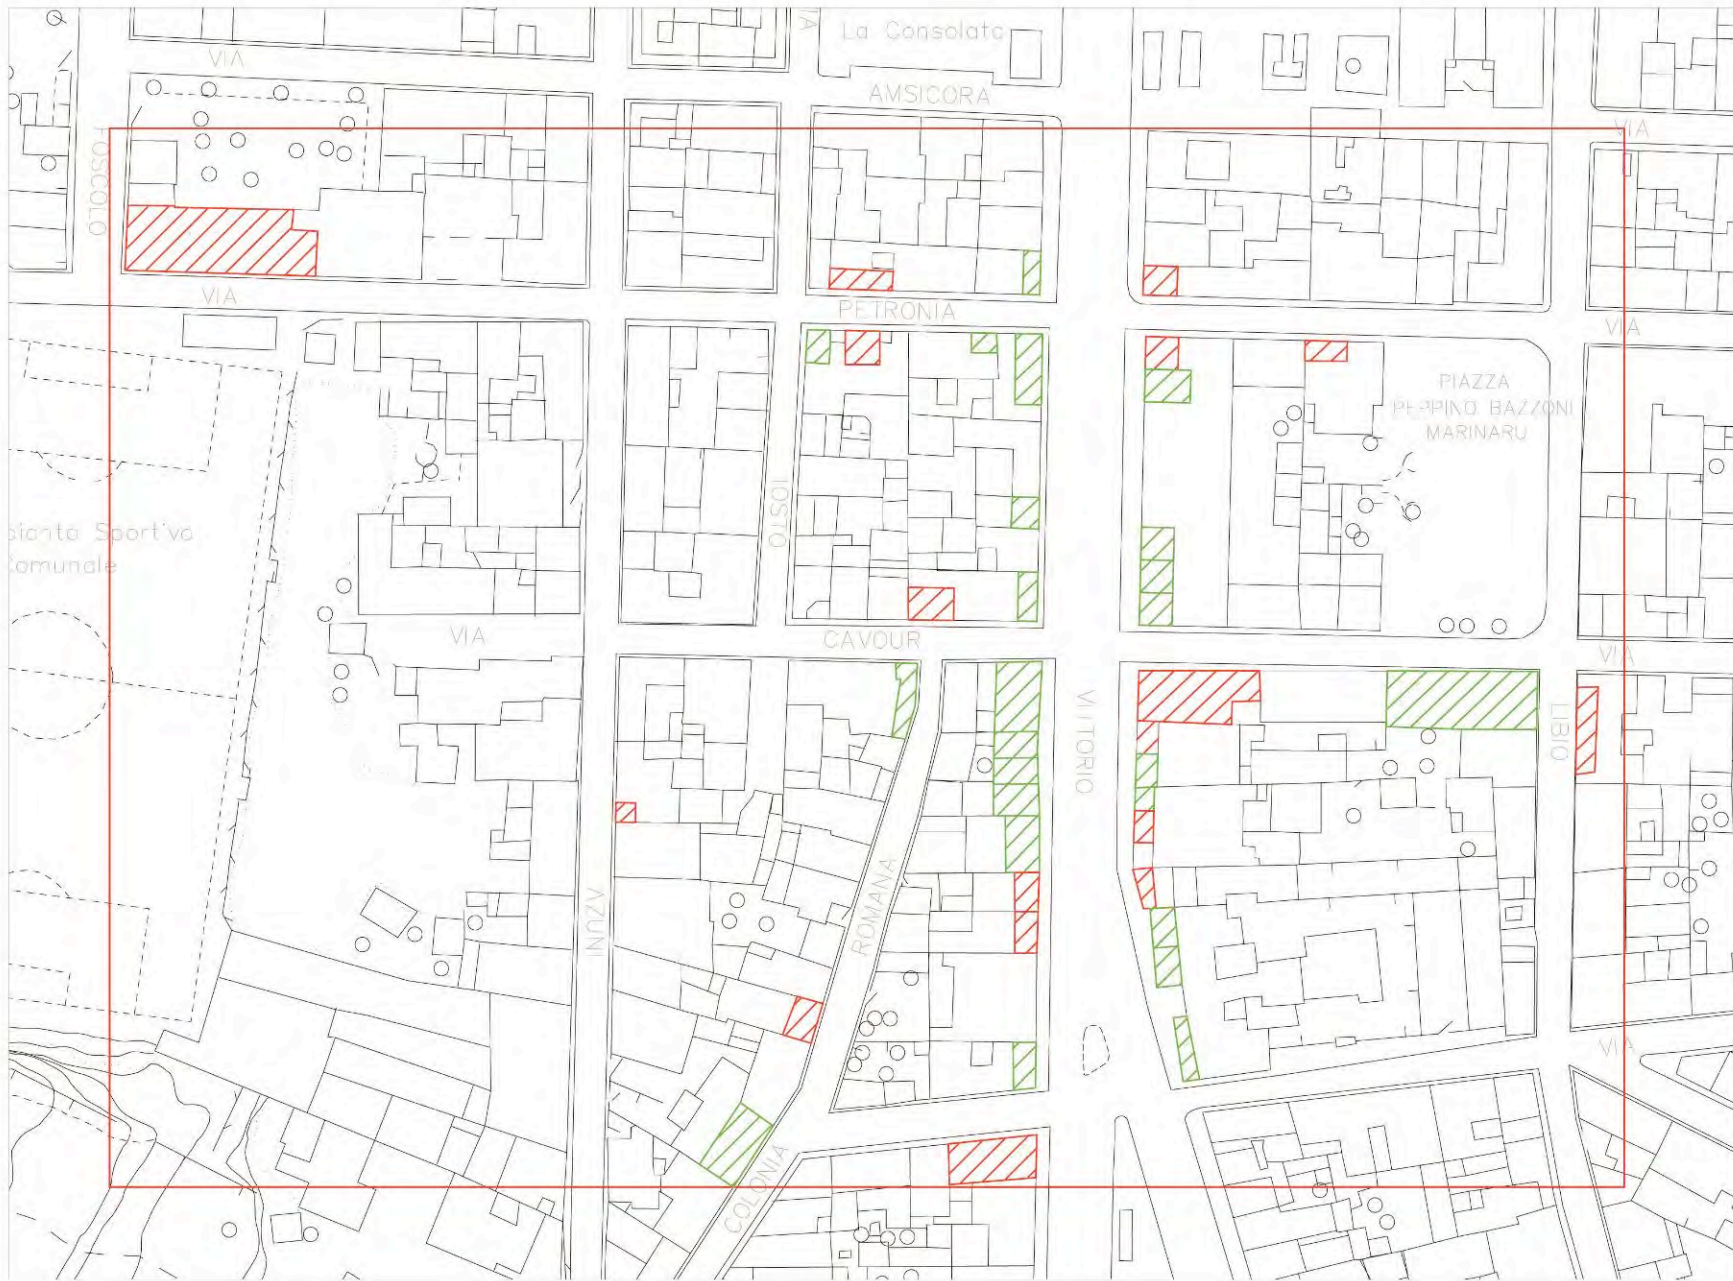 La Consolata
VIA
AMSICORA
VIA
FOSCOLO
VIA
PETRONIA
VIA
PIAZZA
PEPPINO BAZZONI
MARINARU
IOSTO
Sportivo
Comunale
VIA
CAVOUR
VIA
VITTORIO
LIBIO
AZUNI
ROMANA
VIA
COLONIA